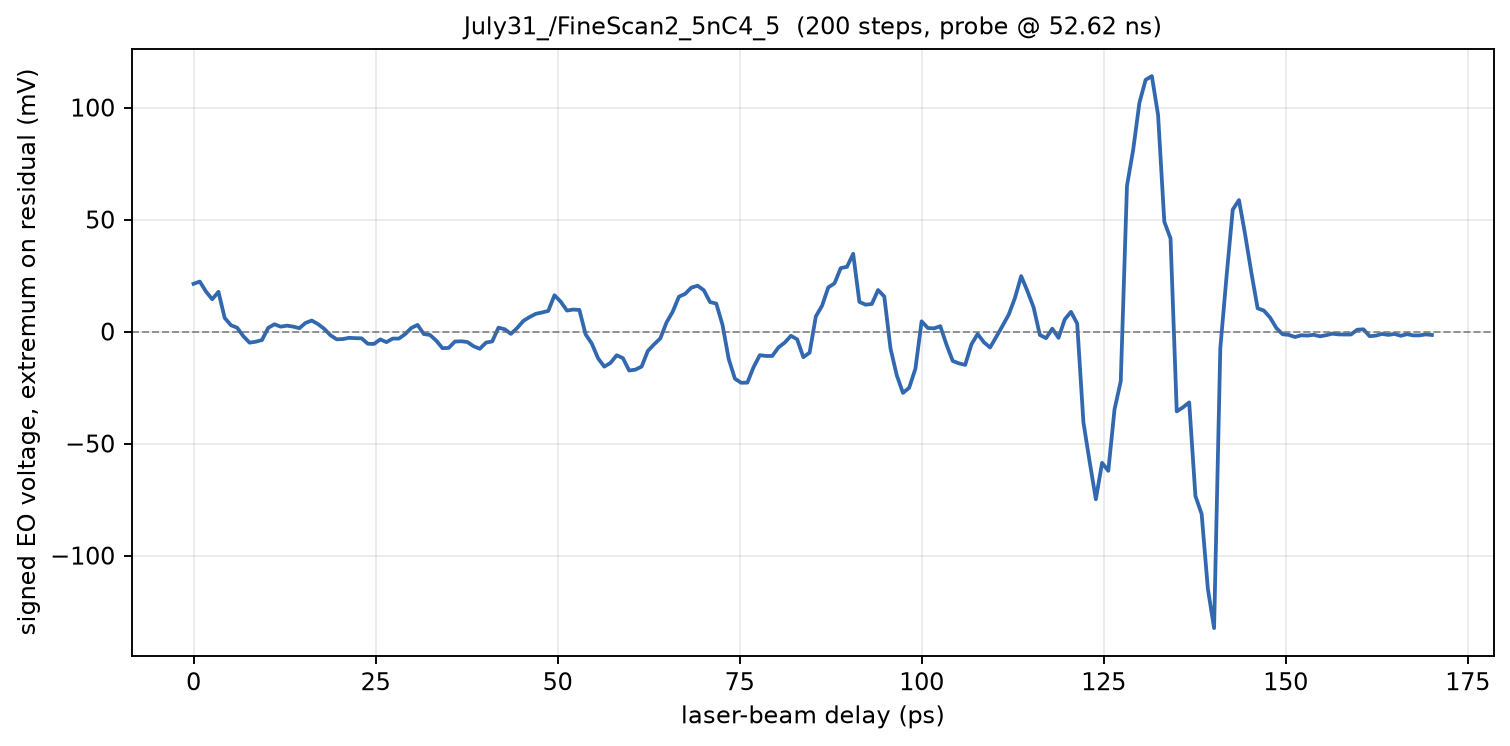 July31_/FineScan2_5nC4_5  (200 steps, probe @ 52.62 ns)
signed EO voltage, extremum on residual (mV)
100
50
0
−50
−100
0 25 50 75 100 125 150 175
laser-beam delay (ps)